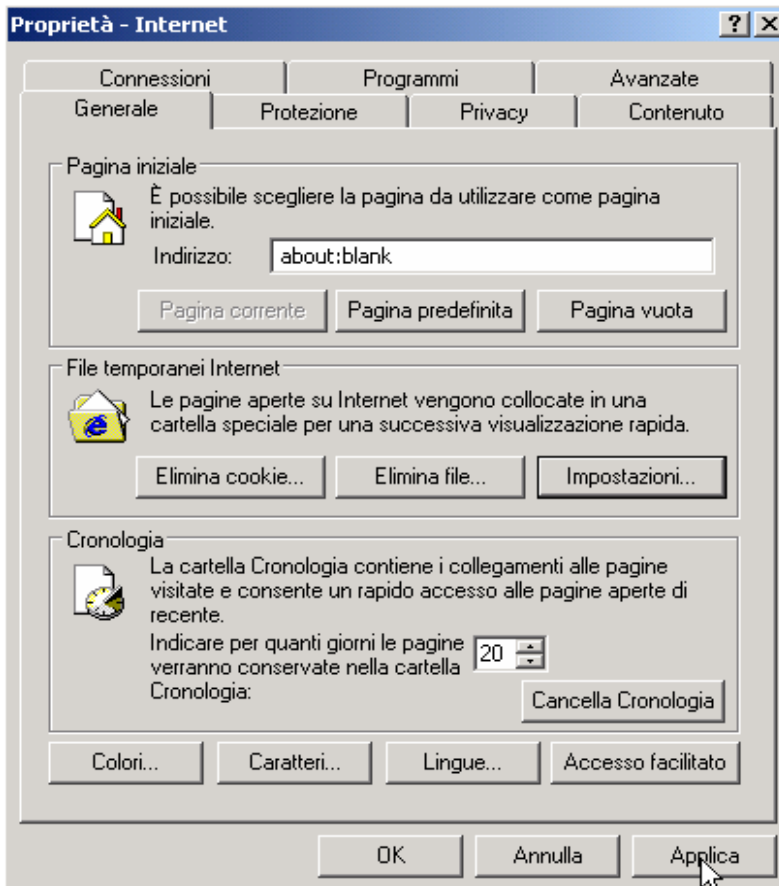 Proprietà - Internet
Connessioni Programmi Avanzate
Generale Protezione Privacy Contenuto
Pagina iniziale
È possibile scegliere la pagina da utilizzare come pagina
iniziale.
Indirizzo: about:blank
Pagina corrente Pagina predefinita Pagina vuota
File temporanei Internet
Le pagine aperte su Internet vengono collocate in una
cartella speciale per una successiva visualizzazione rapida.
Elimina cookie... Elimina file... Impostazioni...
Cronologia
La cartella Cronologia contiene i collegamenti alle pagine
visitate e consente un rapido accesso alle pagine aperte di
recente.
Indicare per quanti giorni le pagine
verranno conservate nella cartella
Cronologia:
20
Cancella Cronologia
Colori... Caratteri... Lingue... Accesso facilitato
OK Annulla Applica